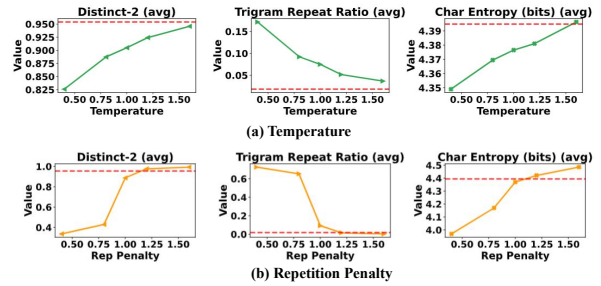 Distinct-2 (avg) Trigram Repeat Ratio (avg) Char Entropy (bits) (avg)
Value
0.950
0.925
0.900
0.875
0.850
0.825
0.40 0.75 1.00 1.25 1.50
Temperature
Value
0.15
0.10
0.05
0.40 0.75 1.00 1.25 1.50
Temperature
Value
4.39
4.38
4.37
4.36
4.35
0.40 0.75 1.00 1.25 1.50
Temperature
(a) Temperature
Distinct-2 (avg) Trigram Repeat Ratio (avg) Char Entropy (bits) (avg)
Value
1.0
0.8
0.6
0.4
0.40 0.75 1.00 1.25 1.50
Rep Penalty
Value
0.6
0.4
0.2
0.0
0.40 0.75 1.00 1.25 1.50
Rep Penalty
Value
4.5
4.4
4.3
4.2
4.1
4.0
0.40 0.75 1.00 1.25 1.50
Rep Penalty
(b) Repetition Penalty